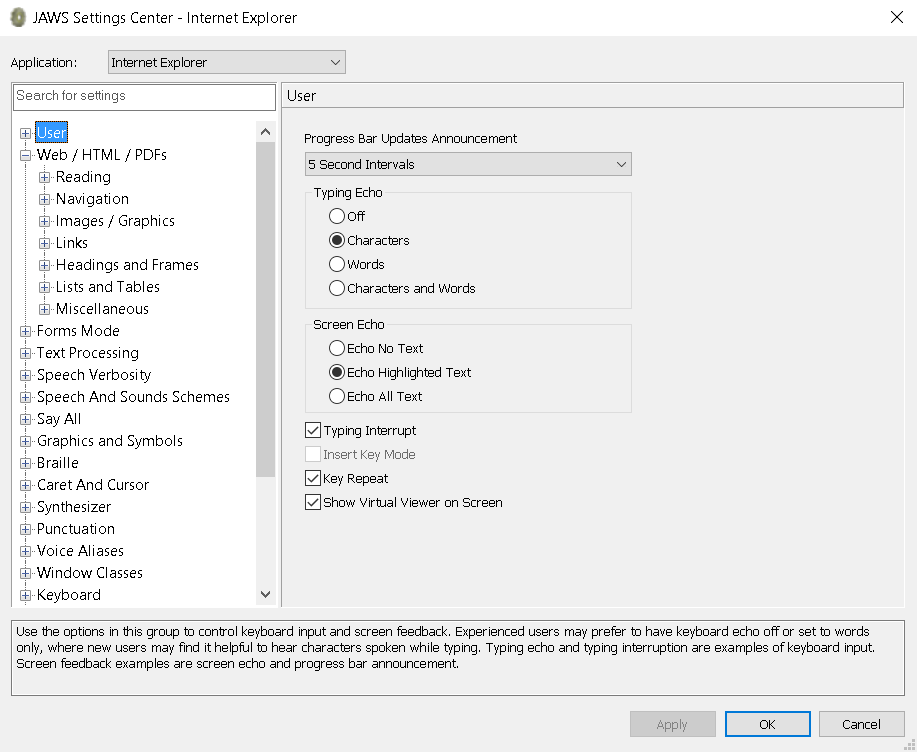 JAWS Settings Center - Internet Explorer
Application:
Internet Explorer
Search for settings
User
Web / HTML / PDFs
Reading
Navigation
Images / Graphics
Links
Headings and Frames
Lists and Tables
Miscellaneous
Forms Mode
Text Processing
Speech Verbosity
Speech And Sounds Schemes
Say All
Graphics and Symbols
Braille
Caret And Cursor
Synthesizer
Punctuation
Voice Aliases
Window Classes
Keyboard
User
Progress Bar Updates Announcement
5 Second Intervals
Typing Echo
Off
Characters
Words
Characters and Words
Screen Echo
Echo No Text
Echo Highlighted Text
Echo All Text
Typing Interrupt
Insert Key Mode
Key Repeat
Show Virtual Viewer on Screen
Use the options in this group to control keyboard input and screen feedback. Experienced users may prefer to have keyboard echo off or set to words
only, where new users may find it helpful to hear characters spoken while typing. Typing echo and typing interruption are examples of keyboard input.
Screen feedback examples are screen echo and progress bar announcement.
Apply
OK
Cancel